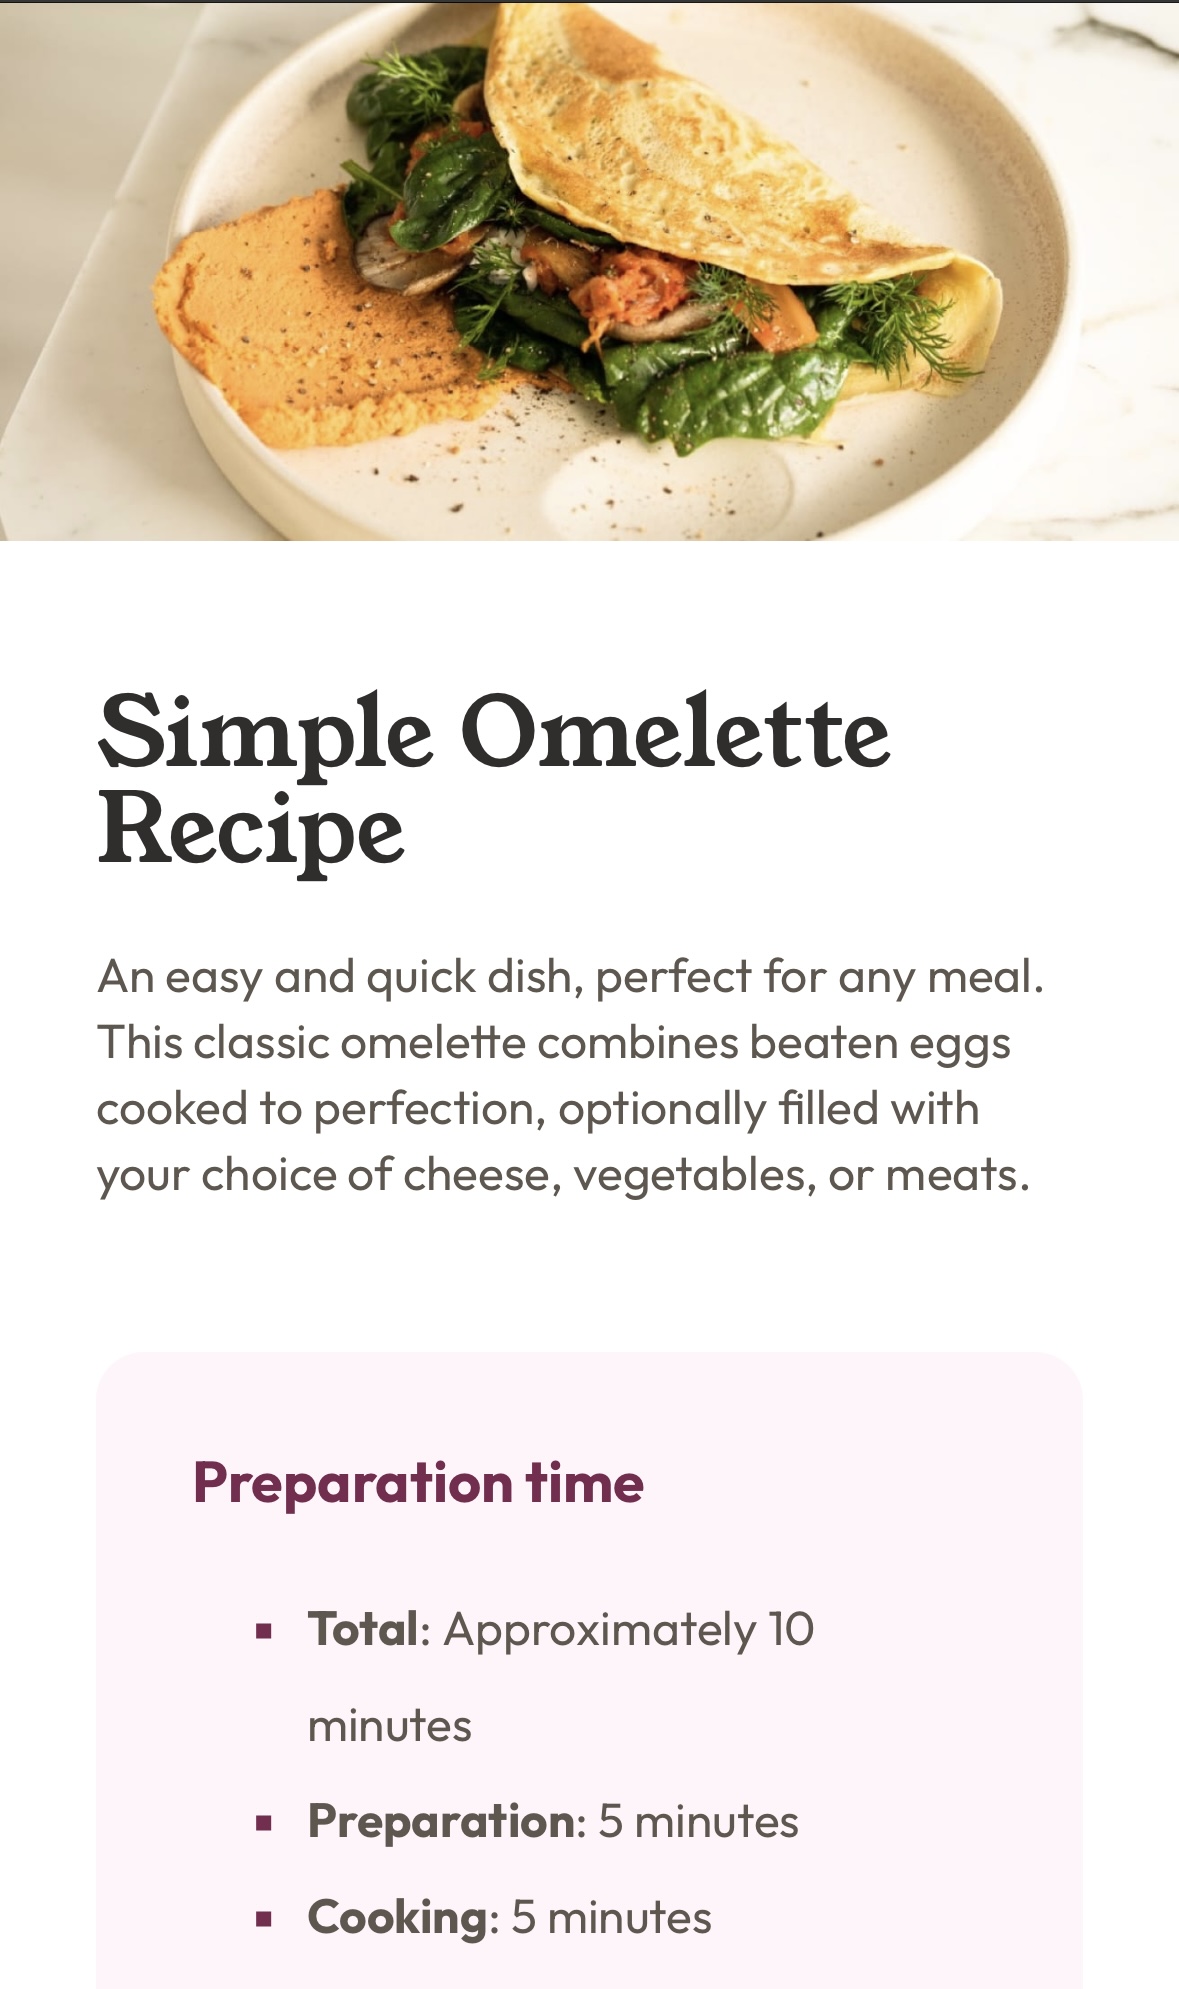 Simple Omelette
Recipe
An easy and quick dish, perfect for any meal.
This classic omelette combines beaten eggs
cooked to perfection, optionally filled with
your choice of cheese, vegetables, or meats.
Preparation time
Total: Approximately 10
minutes
Preparation: 5 minutes
Cooking: 5 minutes